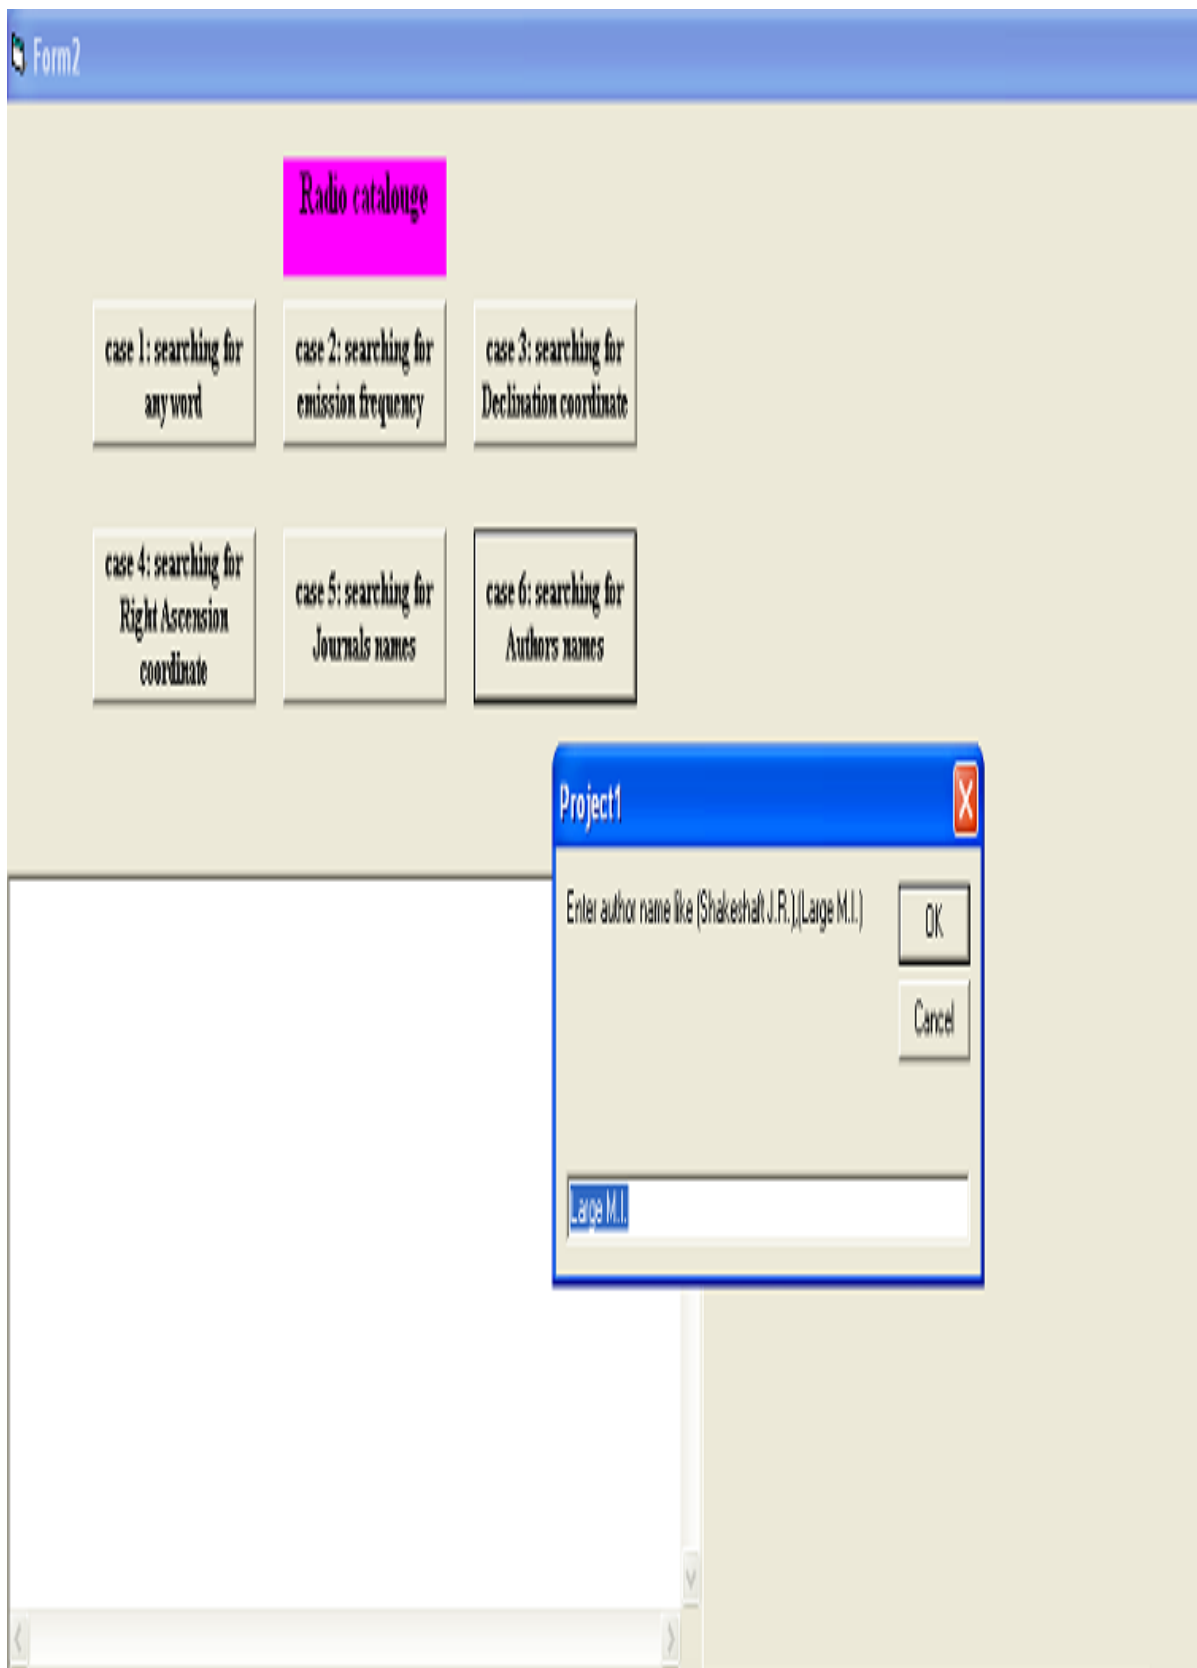 Form2
Radio catalouge
case 1: searching for
any word
case 2: searching for
emission frequency
case 3: searching for
Declination coordinate
case 4: searching for
Right Ascension
coordinate
case 5: searching for
Journals names
case 6: searching for
Authors names
Project1
Enter author name like (Shakeshaft J.R.),(Large M.I.)
OK
Cancel
Large M.I.